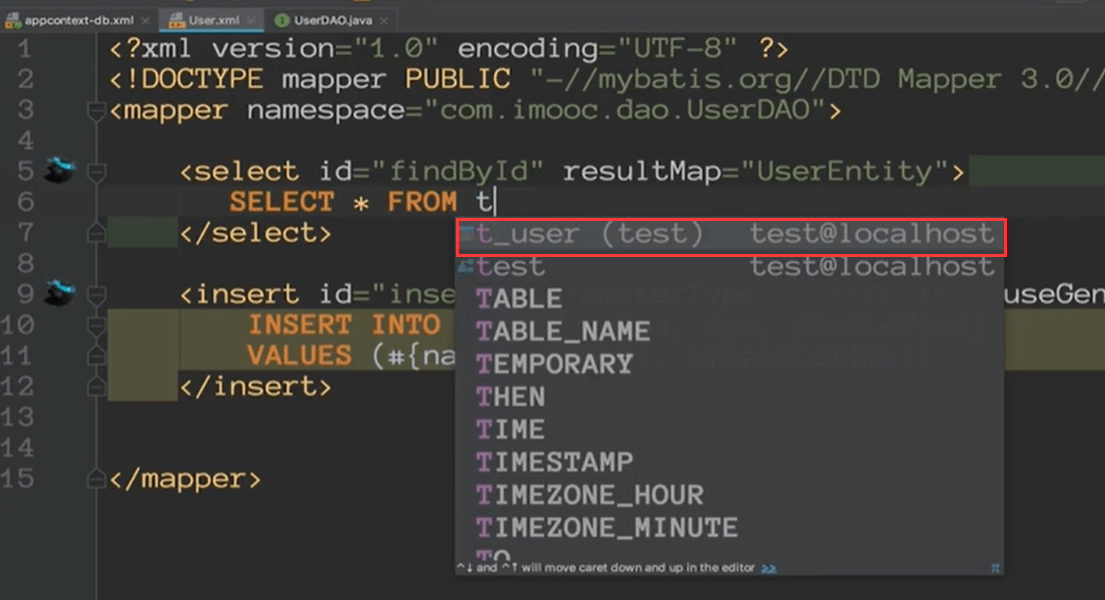 appcontext-db.xml User.xml UserDAO.java
1 <?xml version="1.0" encoding="UTF-8" ?>
2 <!DOCTYPE mapper PUBLIC "-//mybatis.org//DTD Mapper 3.0//
3 <mapper namespace="com.imooc.dao.UserDAO">
4
5 <select id="findById" resultMap="UserEntity">
6 SELECT * FROM t
7 </select>
t_user (test) test@localhost
8
test test@localhost
9 <insert id="inse useGen
TABLE
10 INSERT INTO
TABLE_NAME
11 VALUES (#{na
TEMPORARY
12 </insert>
THEN
13
TIME
14
TIMESTAMP
15 </mapper>
TIMEZONE_HOUR
TIMEZONE_MINUTE
TO
^↓ and ^↑ will move caret down and up in the editor >>
π